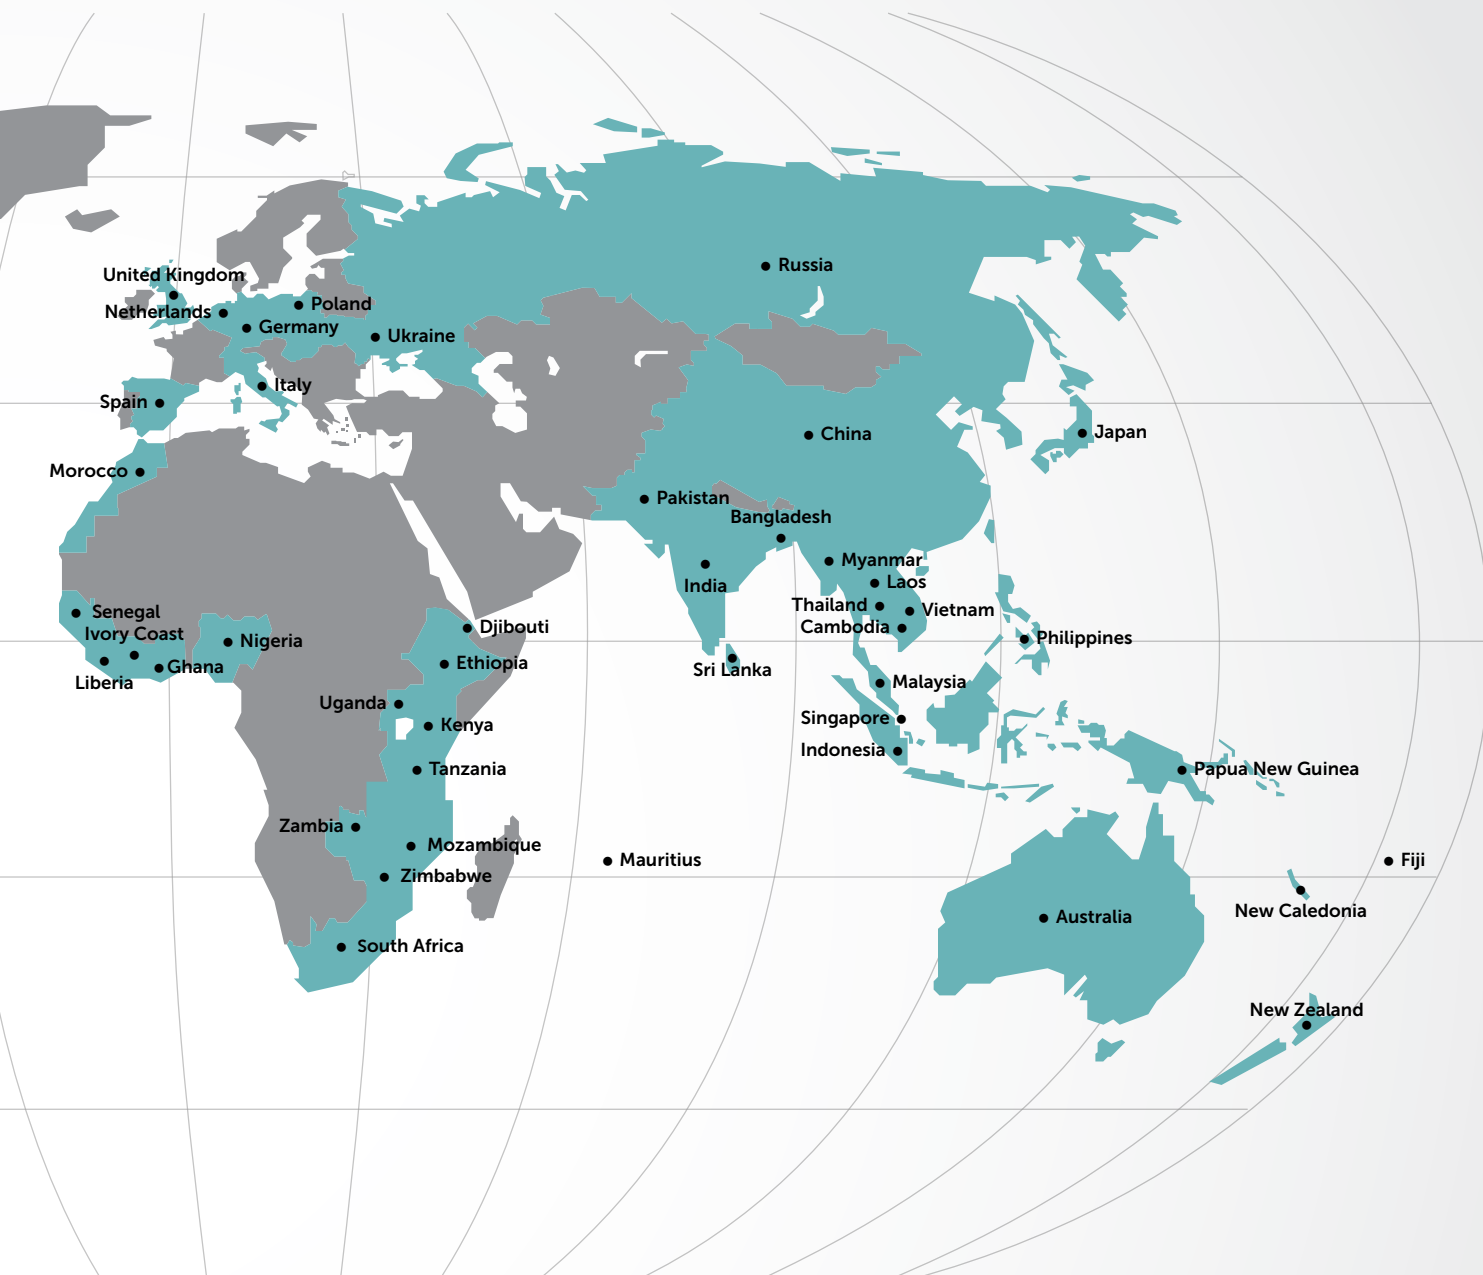 Russia
United Kingdom
Netherlands
Poland
Germany
Ukraine
Italy
Spain
China
Japan
Morocco
Pakistan
Bangladesh
Myanmar
India
Laos
Thailand
Vietnam
Cambodia
Senegal
Ivory Coast
Nigeria
Djibouti
Philippines
Ghana
Ethiopia
Sri Lanka
Liberia
Malaysia
Uganda
Singapore
Kenya
Indonesia
Tanzania
Papua New Guinea
Zambia
Mozambique
Mauritius
Fiji
Zimbabwe
New Caledonia
Australia
South Africa
New Zealand